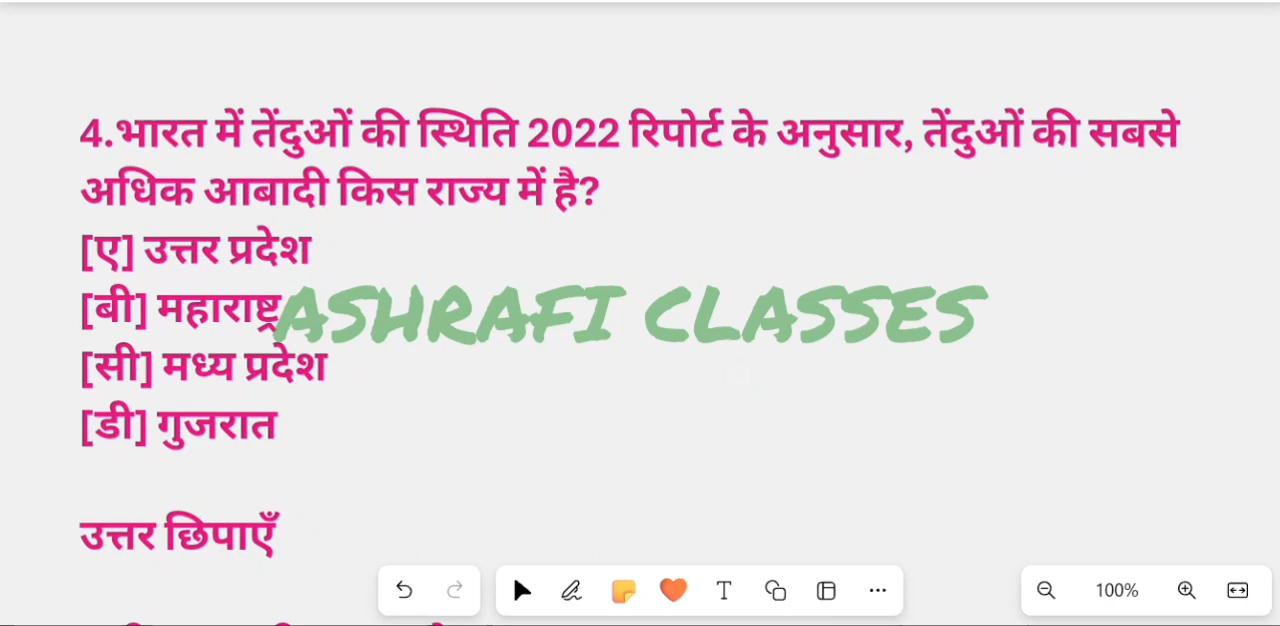 4.भारत में तेंदुओं की स्थिति 2022 रिपोर्ट के अनुसार, तेंदुओं की सबसे
अधिक आबादी किस राज्य में है?
[ए] उत्तर प्रदेश
[बी] महाराष्ट्र
ASHRAFI CLASSES
[सी] मध्य प्रदेश
[डी] गुजरात
उत्तर छिपाएँ
100%